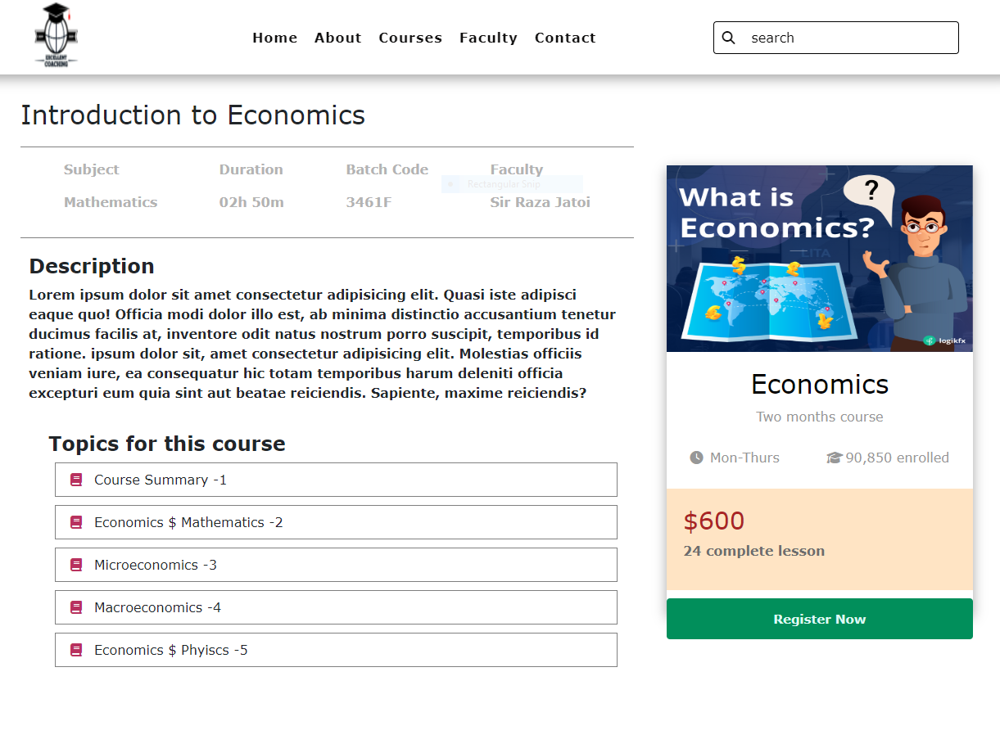 EXCELLENT
COACHING
Home About Courses Faculty Contact
search
Introduction to Economics
Subject Duration Batch Code Faculty
Rectangular Snip
Mathematics 02h 50m 3461F Sir Raza Jatoi
Description
Lorem ipsum dolor sit amet consectetur adipisicing elit. Quasi iste adipisci
eaque quo! Officia modi dolor illo est, ab minima distinctio accusantium tenetur
ducimus facilis at, inventore odit natus nostrum porro suscipit, temporibus id
ratione. ipsum dolor sit, amet consectetur adipisicing elit. Molestias officiis
veniam iure, ea consequatur hic totam temporibus harum deleniti officia
excepturi eum quia sint aut beatae reiciendis. Sapiente, maxime reiciendis?
Topics for this course
Course Summary -1
Economics $ Mathematics -2
Microeconomics -3
Macroeconomics -4
Economics $ Phyiscs -5
What is
Economics?
?
logikfx
Economics
Two months course
Mon-Thurs 90,850 enrolled
$600
24 complete lesson
Register Now